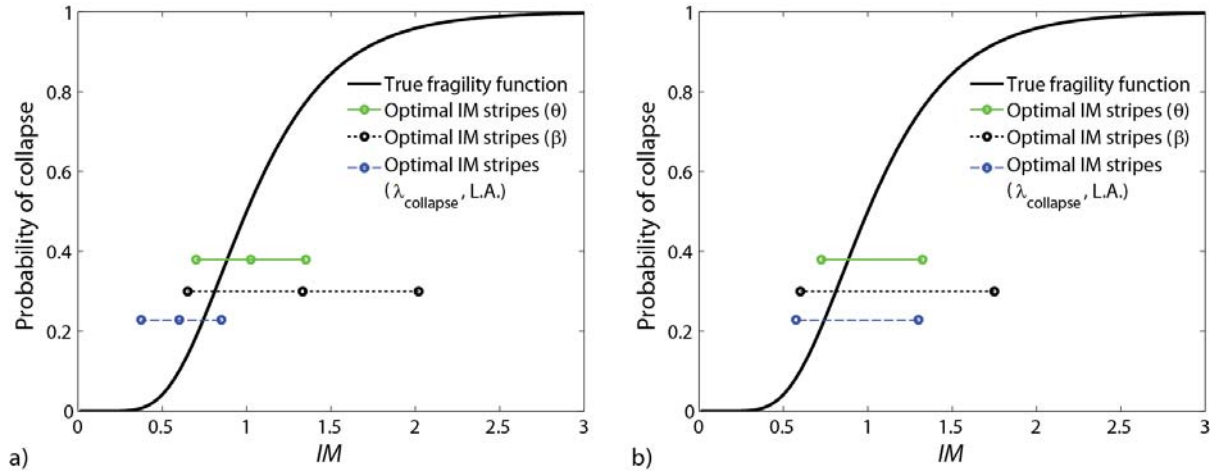 1
0.8
0.6
0.4
0.2
0
Probability of collapse
True fragility function
Optimal IM stripes (θ)
Optimal IM stripes (β)
Optimal IM stripes
(λcollapse, L.A.)
0 0.5 1 1.5 2 2.5 3
IM
a)
1
0.8
0.6
0.4
0.2
0
Probability of collapse
True fragility function
Optimal IM stripes (θ)
Optimal IM stripes (β)
Optimal IM stripes
(λcollapse, L.A.)
0 0.5 1 1.5 2 2.5 3
IM
b)